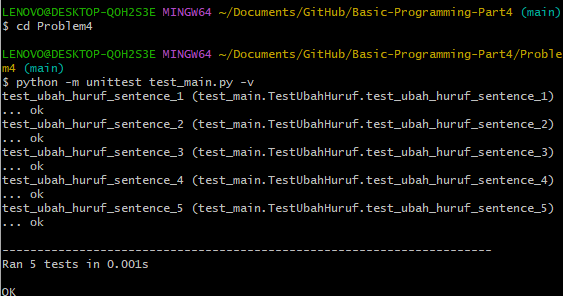 LENOVO@DESKTOP-QOH2S3E MINGW64 ~/Documents/GitHub/Basic-Programming-Part4 (main)
$ cd Problem4
LENOVO@DESKTOP-QOH2S3E MINGW64 ~/Documents/GitHub/Basic-Programming-Part4/Proble
m4 (main)
$ python -m unittest test_main.py -v
test_ubah_huruf_sentence_1 (test_main.TestUbahHuruf.test_ubah_huruf_sentence_1)
... ok
test_ubah_huruf_sentence_2 (test_main.TestUbahHuruf.test_ubah_huruf_sentence_2)
... ok
test_ubah_huruf_sentence_3 (test_main.TestUbahHuruf.test_ubah_huruf_sentence_3)
... ok
test_ubah_huruf_sentence_4 (test_main.TestUbahHuruf.test_ubah_huruf_sentence_4)
... ok
test_ubah_huruf_sentence_5 (test_main.TestUbahHuruf.test_ubah_huruf_sentence_5)
... ok
----------------------------------------------------------------------
Ran 5 tests in 0.001s
OK